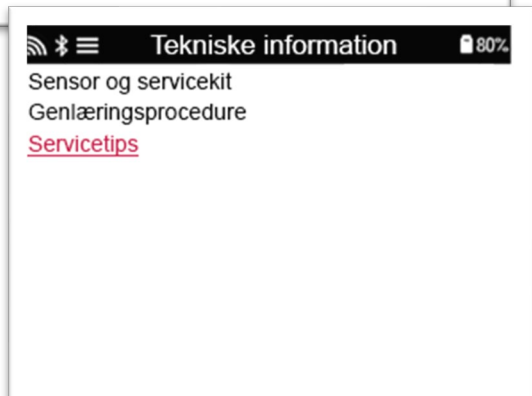 Tekniske information 80%
Sensor og servicekit
Genlæringsprocedure
Servicetips